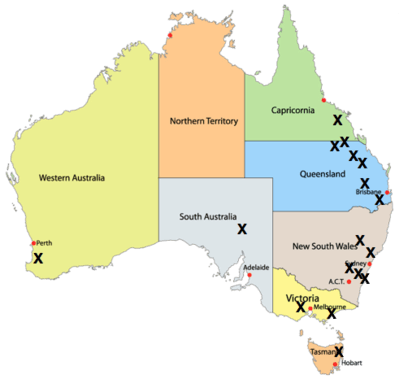 Capricornia
Northern Territory
Queensland
Western Australia
Brisbane
South Australia
New South Wales
Perth
Sydney
Adelaide
A.C.T.
Victoria
Melbourne
Tasman
Hobart